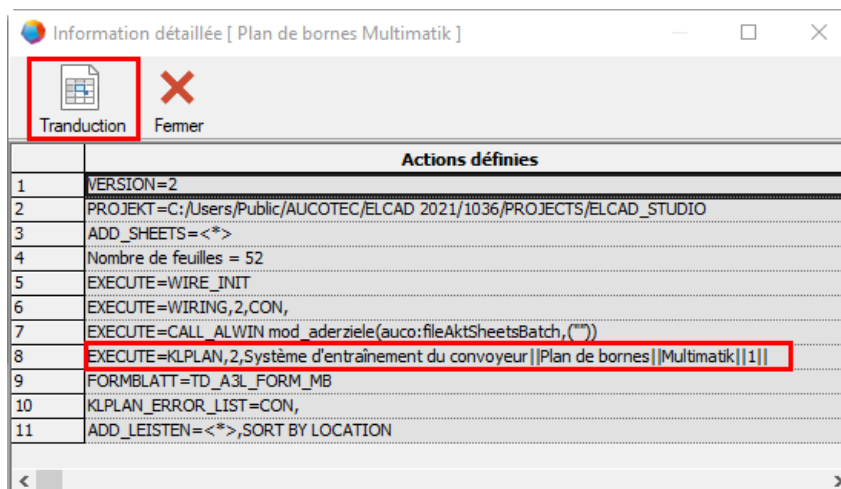 Information détaillée [ Plan de bornes Multimatik ]
Tranduction Fermer
Actions définies
1 VERSION=2
2 PROJEKT=C:/Users/Public/AUCOTEC/ELCAD 2021/1036/PROJECTS/ELCAD_STUDIO
3 ADD_SHEETS=<*>
4 Nombre de feuilles = 52
5 EXECUTE=WIRE_INIT
6 EXECUTE=WIRING,2,CON,
7 EXECUTE=CALL_ALWIN mod_aderziele(auco:fileAktSheetsBatch,(""))
8 EXECUTE=KLPLAN,2,Système d'entraînement du convoyeur||Plan de bornes||Multimatik||1||
9 FORMBLATT=TD_A3L_FORM_MB
10 KLPLAN_ERROR_LIST=CON,
11 ADD_LEISTEN=<*>,SORT BY LOCATION